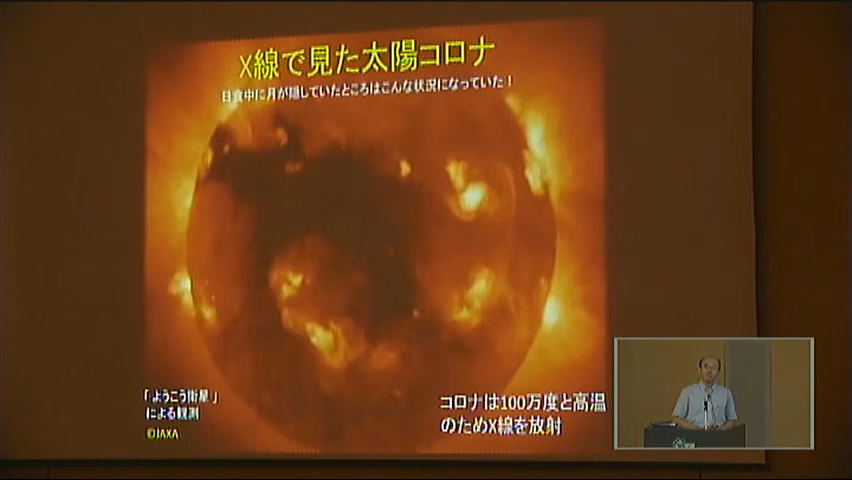 X線で見た太陽コロナ
日食中に月が隠していたところはこんな状況になっていた！
「ようこう衛星」
による観測
©JAXA
コロナは100万度と高温
のためX線を放射